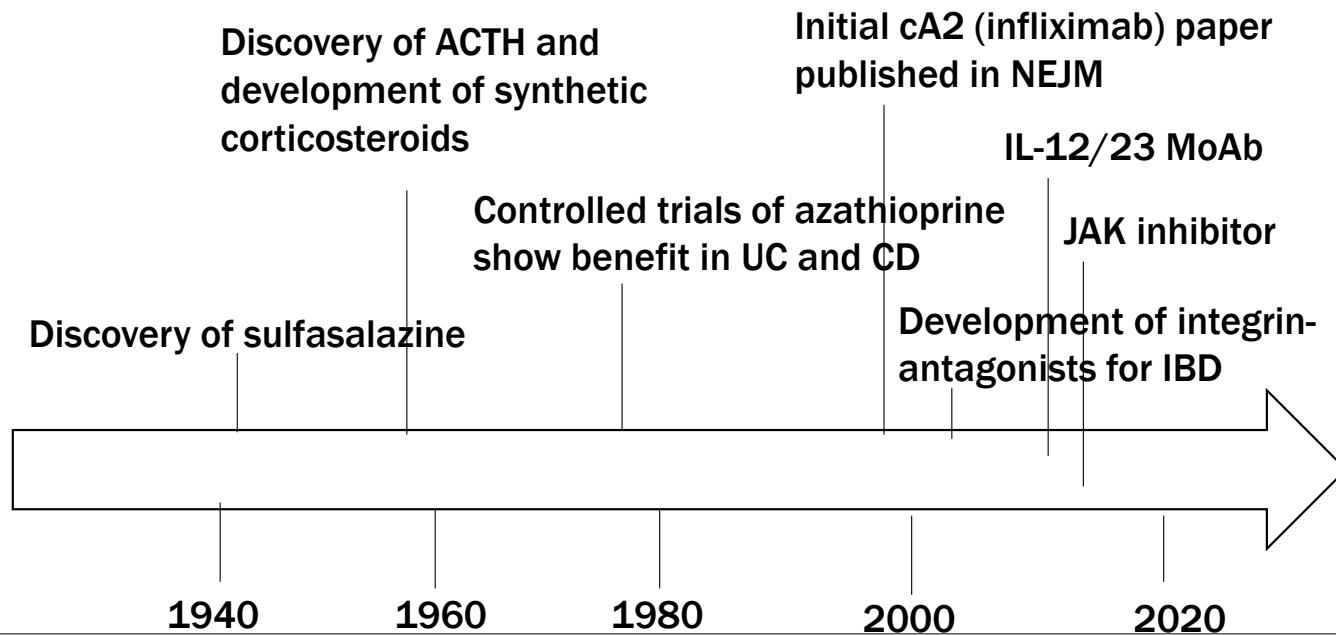 Discovery of ACTH and
development of synthetic
corticosteroids
Initial cA2 (infliximab) paper
published in NEJM
IL-12/23 MoAb
Controlled trials of azathioprine
show benefit in UC and CD
JAK inhibitor
Discovery of sulfasalazine
Development of integrin-
antagonists for IBD
1940
1960
1980
2000
2020